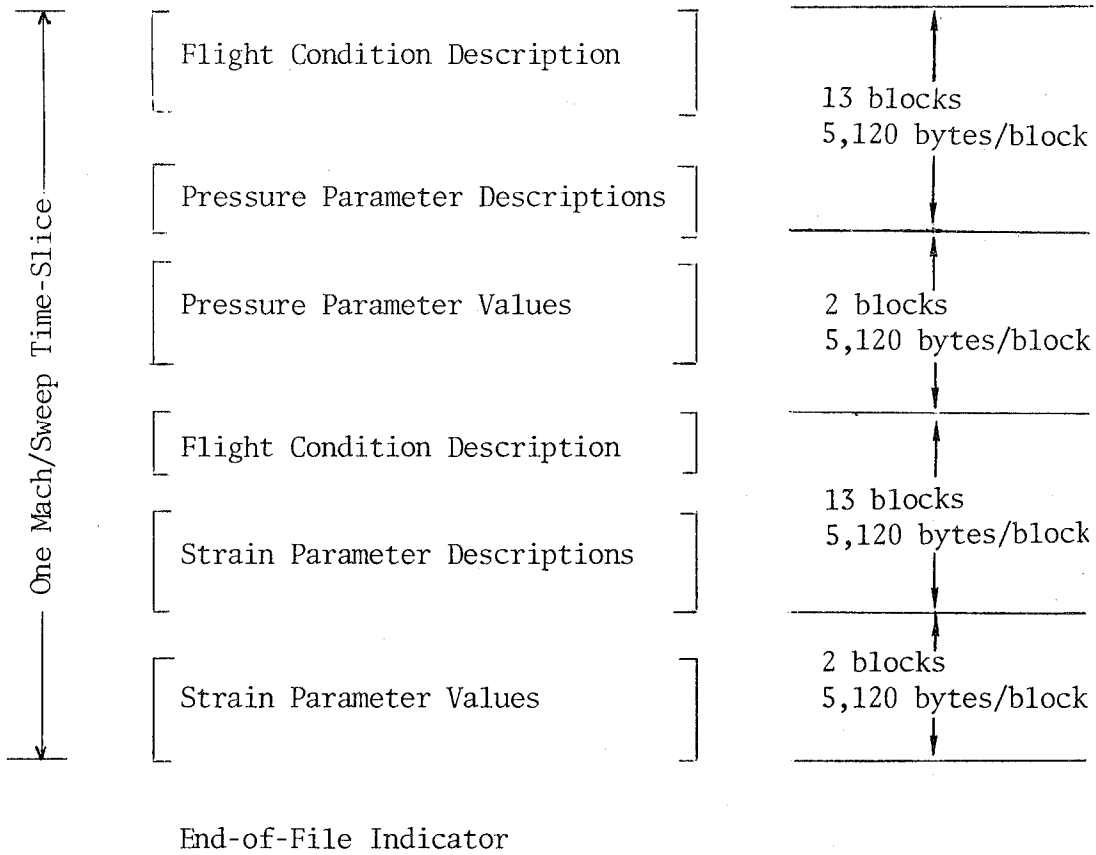 One Mach/Sweep Time-Slice
Flight Condition Description
13 blocks
5,120 bytes/block
Pressure Parameter Descriptions
Pressure Parameter Values
2 blocks
5,120 bytes/block
Flight Condition Description
13 blocks
5,120 bytes/block
Strain Parameter Descriptions
2 blocks
5,120 bytes/block
Strain Parameter Values
End-of-File Indicator